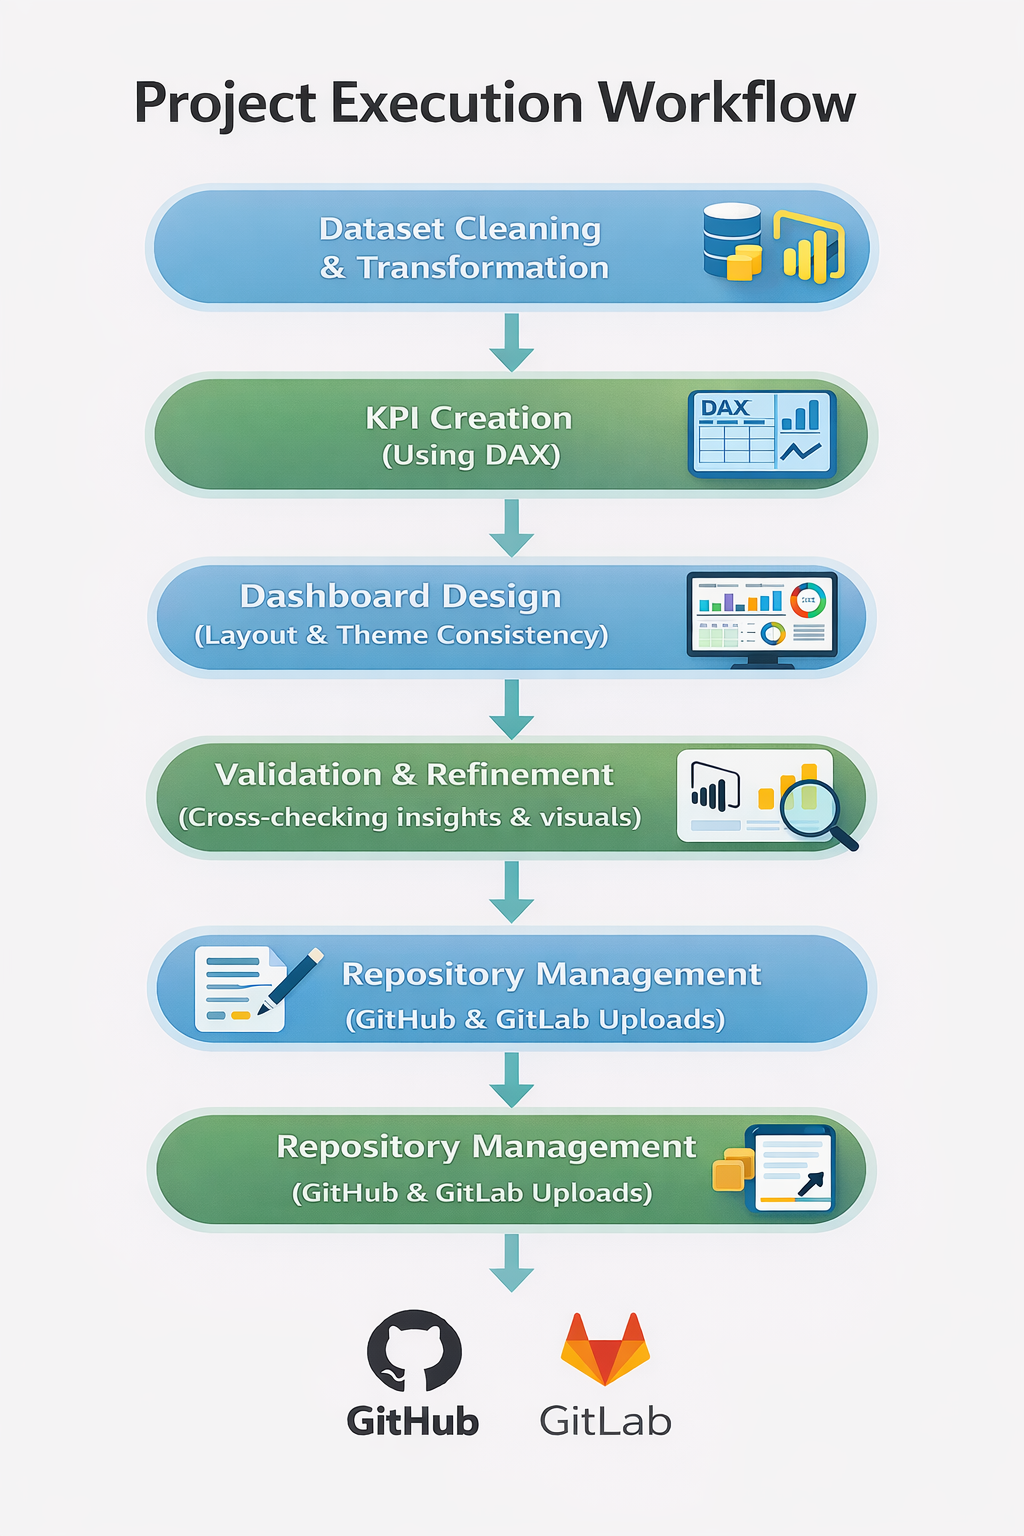 Project Execution Workflow
Dataset Cleaning
& Transformation
KPI Creation
(Using DAX)
DAX
Dashboard Design
(Layout & Theme Consistency)
Validation & Refinement
(Cross-checking insights & visuals)
Repository Management
(GitHub & GitLab Uploads)
Repository Management
(GitHub & GitLab Uploads)
GitHub
GitLab